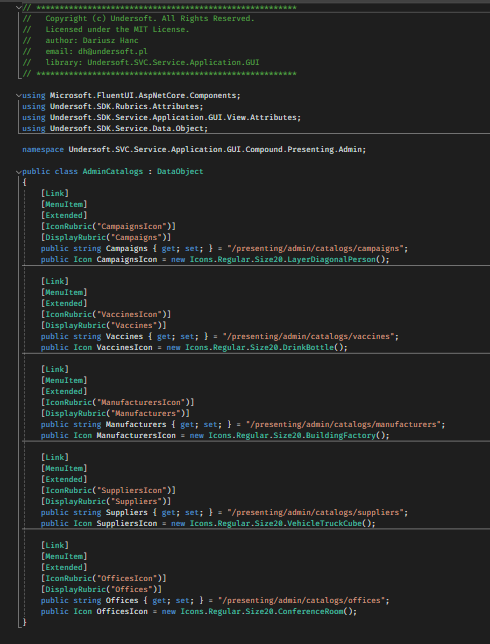 // ********************************************************
//   Copyright (c) Undersoft. All Rights Reserved.
//   Licensed under the MIT License.
//   author: Dariusz Hanc
//   email: dh@undersoft.pl
//   library: Undersoft.SVC.Service.Application.GUI
// ********************************************************
using Microsoft.FluentUI.AspNetCore.Components;
using Undersoft.SDK.Rubrics.Attributes;
using Undersoft.SDK.Service.Application.GUI.View.Attributes;
using Undersoft.SDK.Service.Data.Object;
namespace Undersoft.SVC.Service.Application.GUI.Compound.Presenting.Admin;
public class AdminCatalogs : DataObject
{
    [Link]
    [MenuItem]
    [Extended]
    [IconRubric("CampaignsIcon")]
    [DisplayRubric("Campaigns")]
    public string Campaigns { get; set; } = "/presenting/admin/catalogs/campaigns";
    public Icon CampaignsIcon = new Icons.Regular.Size20.LayerDiagonalPerson();
    [Link]
    [MenuItem]
    [Extended]
    [IconRubric("VaccinesIcon")]
    [DisplayRubric("Vaccines")]
    public string Vaccines { get; set; } = "/presenting/admin/catalogs/vaccines";
    public Icon VaccinesIcon = new Icons.Regular.Size20.DrinkBottle();
    [Link]
    [MenuItem]
    [Extended]
    [IconRubric("ManufacturersIcon")]
    [DisplayRubric("Manufacturers")]
    public string Manufacturers { get; set; } = "/presenting/admin/catalogs/manufacturers";
    public Icon ManufacturersIcon = new Icons.Regular.Size20.BuildingFactory();
    [Link]
    [MenuItem]
    [Extended]
    [IconRubric("SuppliersIcon")]
    [DisplayRubric("Suppliers")]
    public string Suppliers { get; set; } = "/presenting/admin/catalogs/suppliers";
    public Icon SuppliersIcon = new Icons.Regular.Size20.VehicleTruckCube();
    [Link]
    [MenuItem]
    [Extended]
    [IconRubric("OfficesIcon")]
    [DisplayRubric("Offices")]
    public string Offices { get; set; } = "/presenting/admin/catalogs/offices";
    public Icon OfficesIcon = new Icons.Regular.Size20.ConferenceRoom();
}